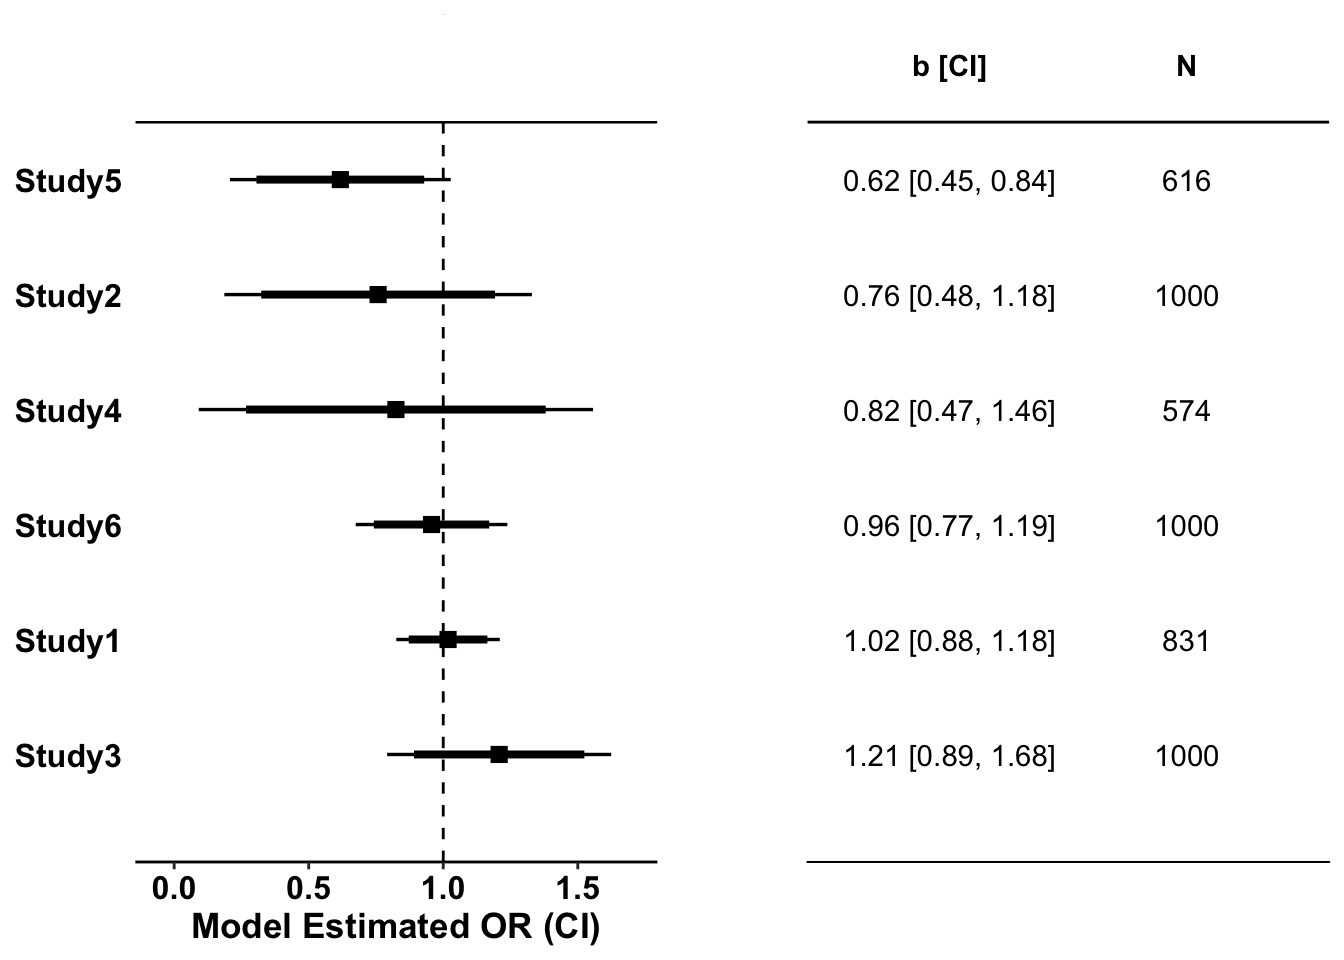 b [CI] N
Study5 0.62 [0.45, 0.84] 616
Study2 0.76 [0.48, 1.18] 1000
Study4 0.82 [0.47, 1.46] 574
Study6 0.96 [0.77, 1.19] 1000
Study1 1.02 [0.88, 1.18] 831
Study3 1.21 [0.89, 1.68] 1000
0.0 0.5 1.0 1.5
Model Estimated OR (CI)